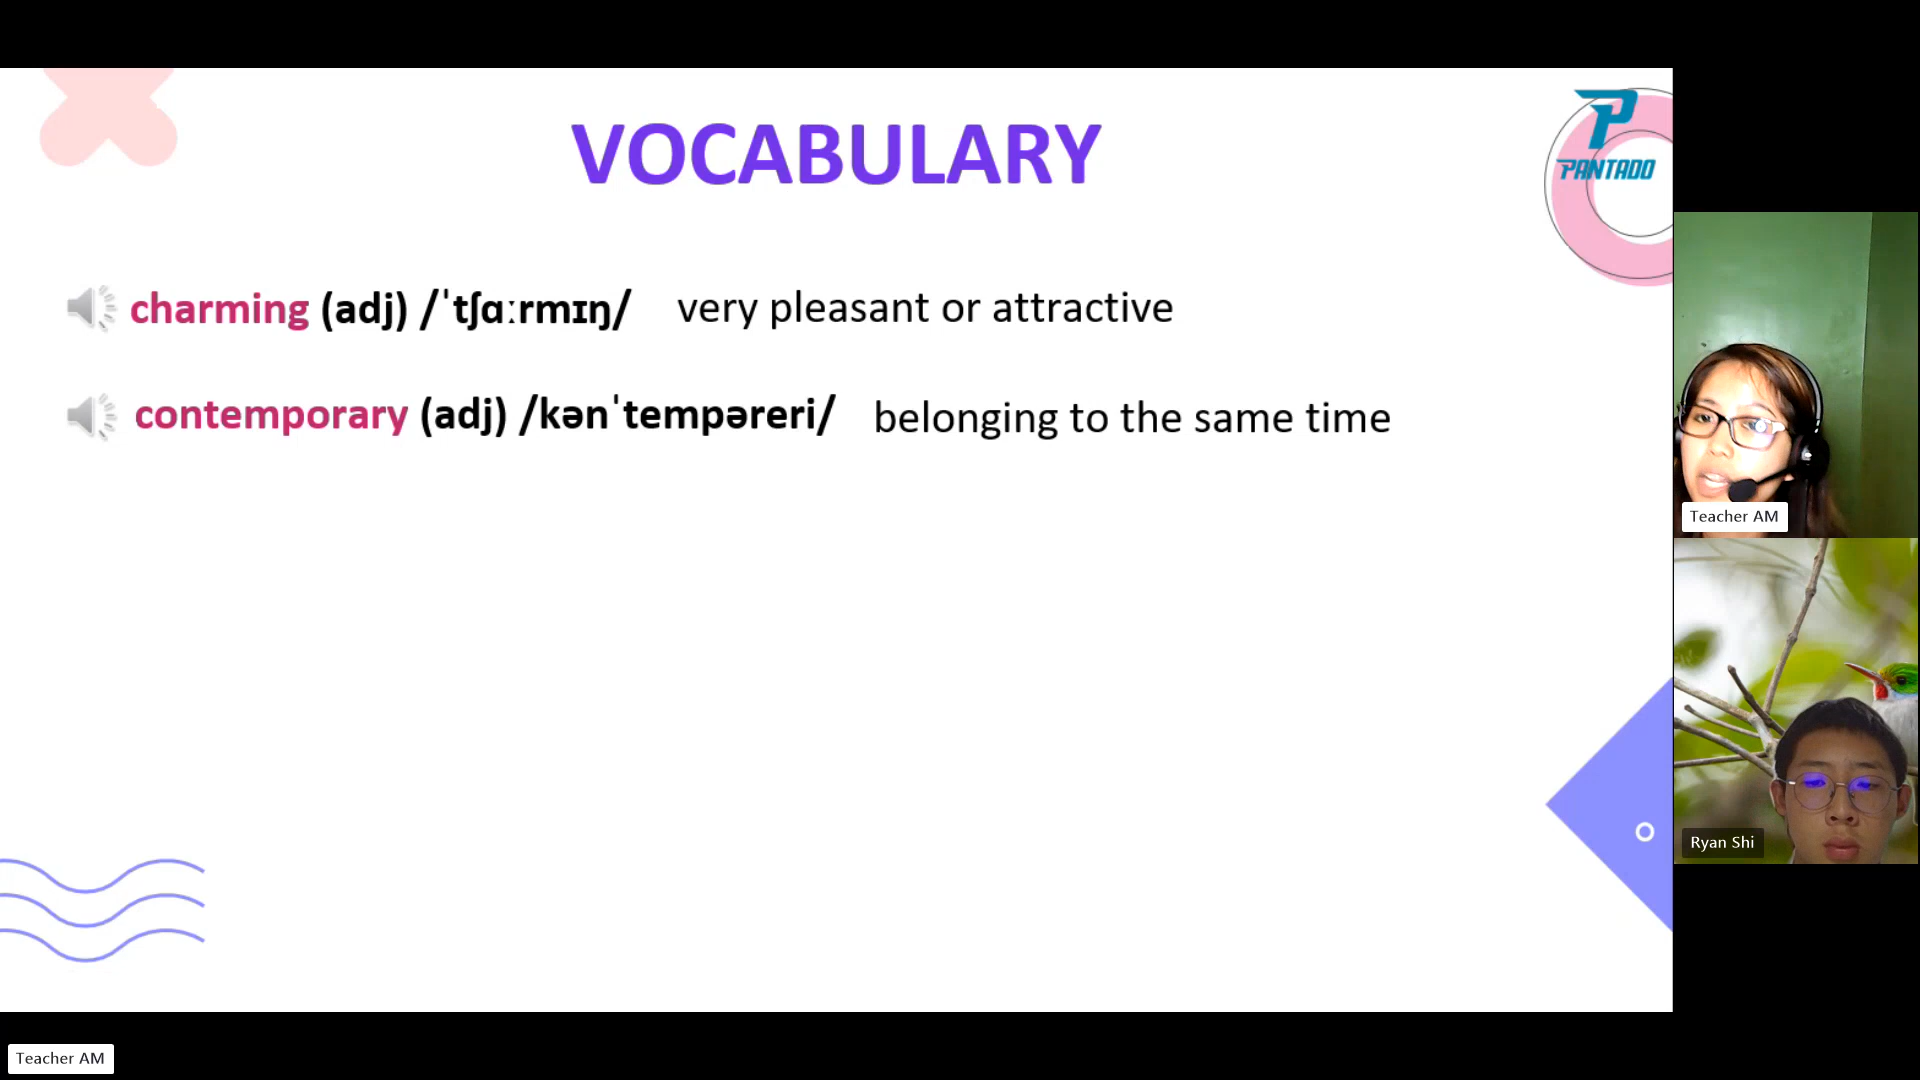 VOCABULARY
PANTADO
charming (adj) /ˈtʃɑːrmɪŋ/ very pleasant or attractive
contemporary (adj) /kənˈtempəreri/ belonging to the same time
Teacher AM
Ryan Shi
Teacher AM